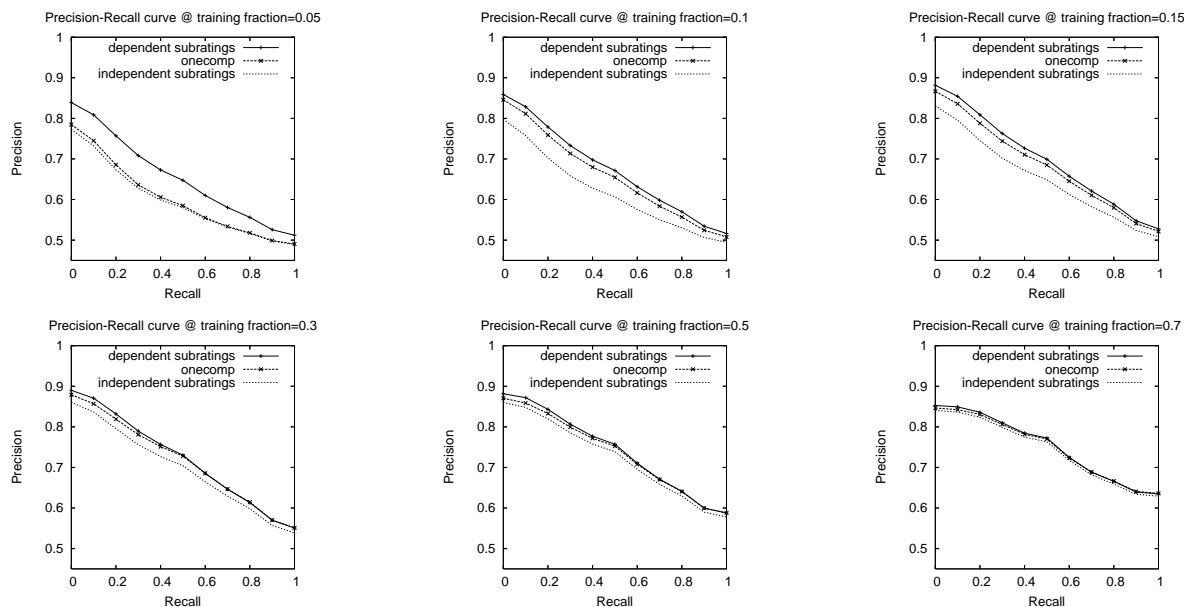 Precision-Recall curve @ training fraction=0.05
1
0.9
0.8
0.7
0.6
0.5
Precision
dependent subratings
onecomp
independent subratings
0 0.2 0.4 0.6 0.8 1
Recall
Precision-Recall curve @ training fraction=0.1
1
0.9
0.8
0.7
0.6
0.5
Precision
dependent subratings
onecomp
independent subratings
0 0.2 0.4 0.6 0.8 1
Recall
Precision-Recall curve @ training fraction=0.15
1
0.9
0.8
0.7
0.6
0.5
Precision
dependent subratings
onecomp
independent subratings
0 0.2 0.4 0.6 0.8 1
Recall
Precision-Recall curve @ training fraction=0.3
1
0.9
0.8
0.7
0.6
0.5
Precision
dependent subratings
onecomp
independent subratings
0 0.2 0.4 0.6 0.8 1
Recall
Precision-Recall curve @ training fraction=0.5
1
0.9
0.8
0.7
0.6
0.5
Precision
dependent subratings
onecomp
independent subratings
0 0.2 0.4 0.6 0.8 1
Recall
Precision-Recall curve @ training fraction=0.7
1
0.9
0.8
0.7
0.6
0.5
Precision
dependent subratings
onecomp
independent subratings
0 0.2 0.4 0.6 0.8 1
Recall